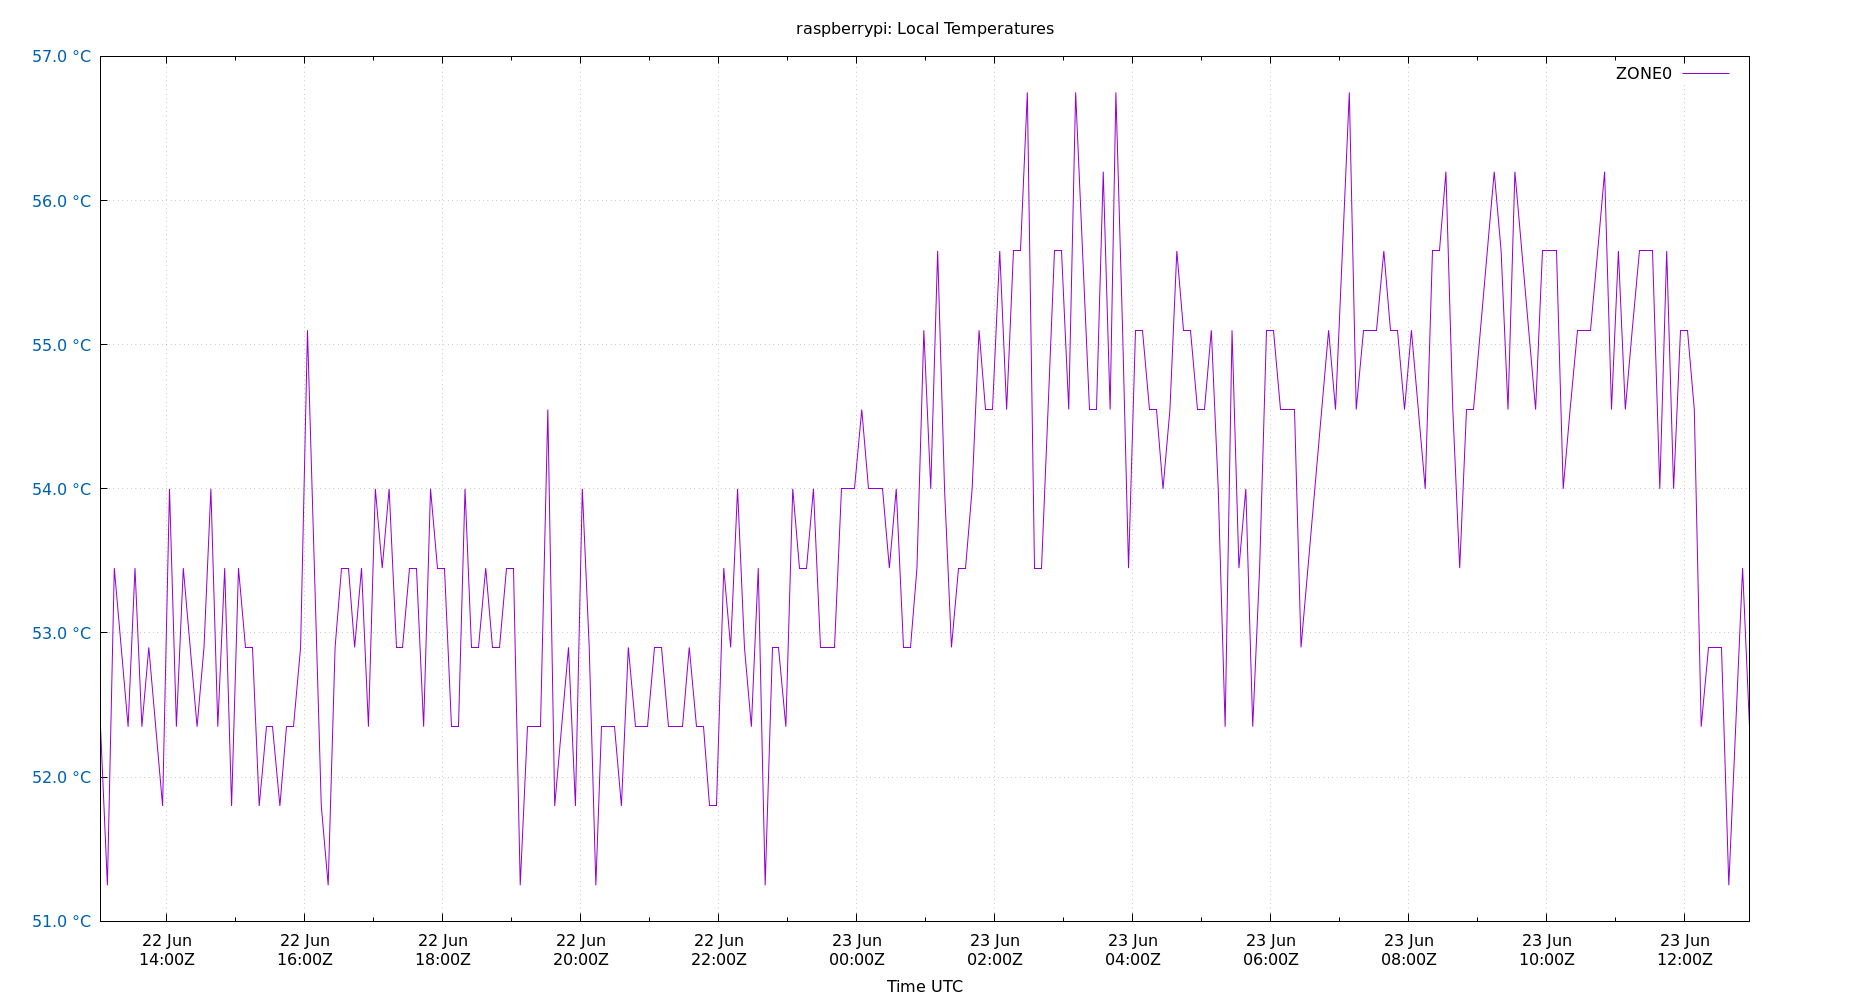 raspberrypi: Local Temperatures
57.0 °C
ZONE0
56.0 °C
55.0 °C
54.0 °C
53.0 °C
52.0 °C
51.0 °C
22 Jun 22 Jun 22 Jun 22 Jun 22 Jun 23 Jun 23 Jun 23 Jun 23 Jun 23 Jun 23 Jun 23 Jun
14:00Z 16:00Z 18:00Z 20:00Z 22:00Z 00:00Z 02:00Z 04:00Z 06:00Z 08:00Z 10:00Z 12:00Z
Time UTC